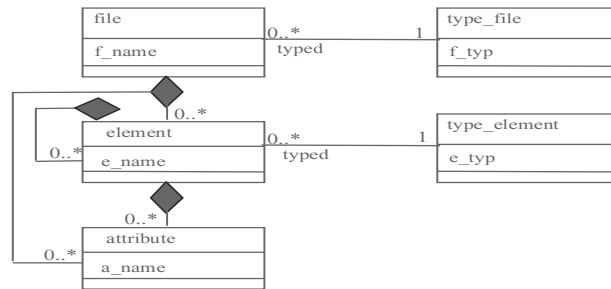 file
f_name
0..*
typed
1
type_file
f_typ
0..*
element
0..*
e_name
0..*
typed
1
type_element
e_typ
0..*
attribute
0..*
a_name